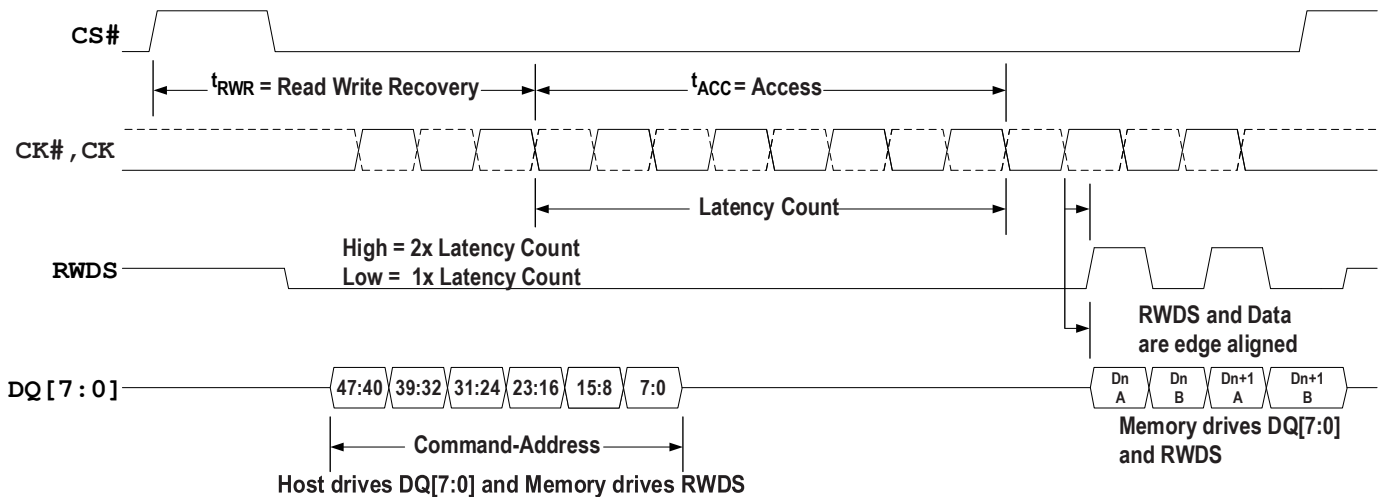 CS#
tRWR = Read Write Recovery
tACC = Access
CK#,CK
Latency Count
High = 2x Latency Count
Low = 1x Latency Count
RWDS
RWDS and Data
are edge aligned
DQ[7:0]
47:40 39:32 31:24 23:16 15:8 7:0
Dn
A
Dn
B
Dn+1
A
Dn+1
B
Command-Address
Memory drives DQ[7:0]
and RWDS
Host drives DQ[7:0] and Memory drives RWDS